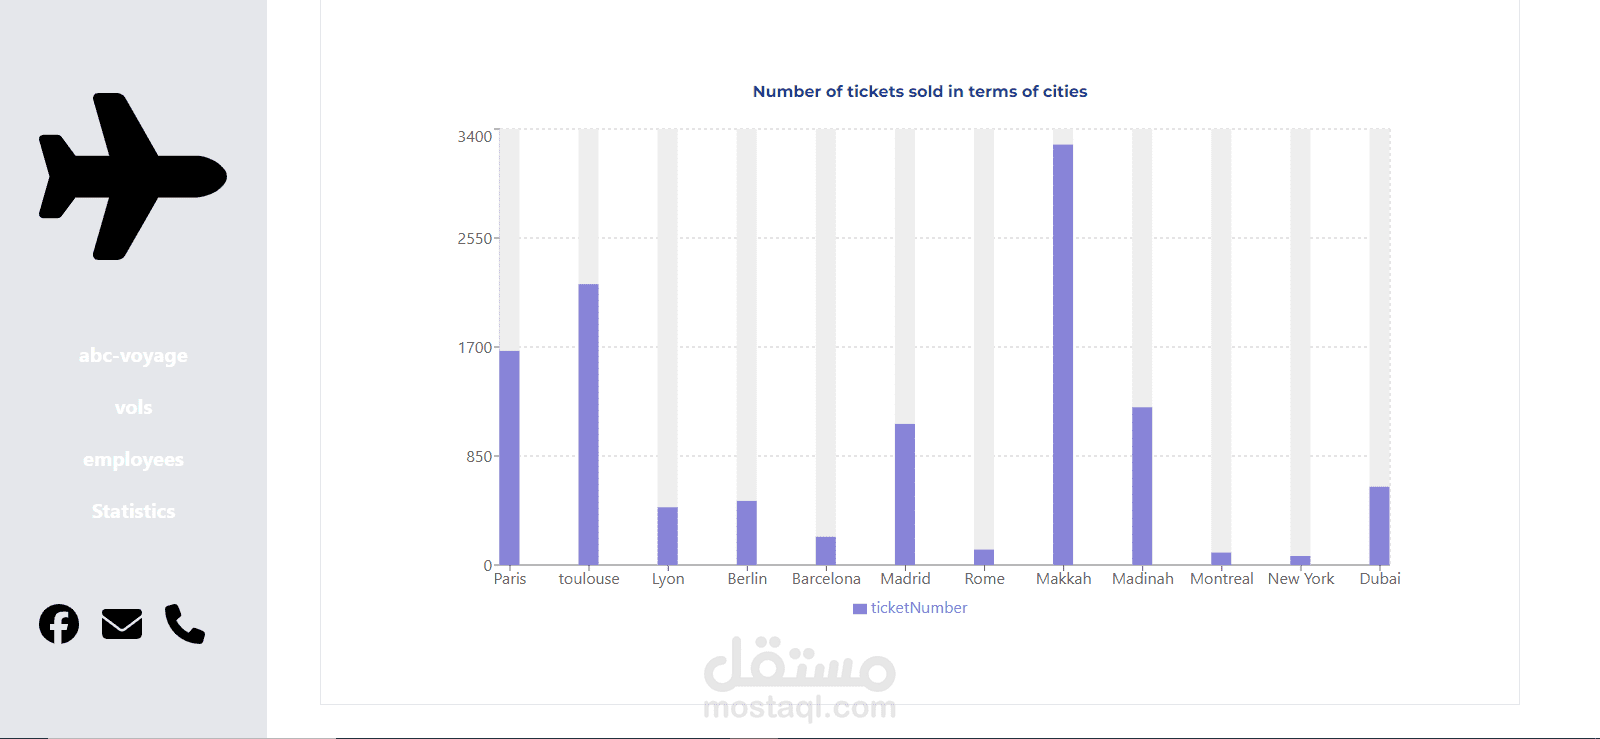 abc-voyage
vols
employees
Statistics
Number of tickets sold in terms of cities
3400
2550
1700
850
0
Paris toulouse Lyon Berlin Barcelona Madrid Rome Makkah Madinah Montreal New York Dubai
ticketNumber
مستقل
mostaql.com